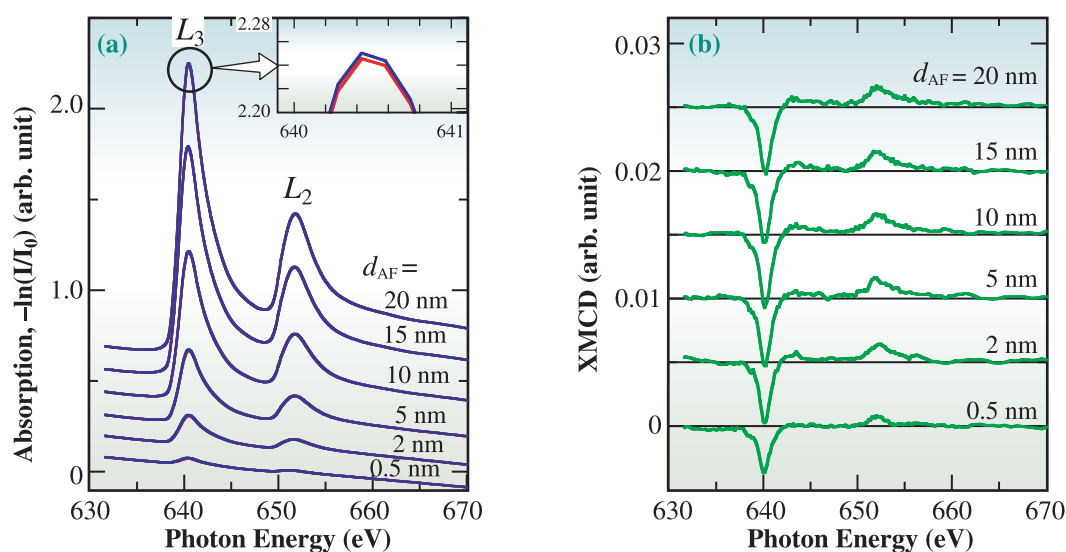 (a)
L3
2.28
2.20
640
641
L2
dAF =
20 nm
15 nm
10 nm
5 nm
2 nm
0.5 nm
2.0
1.0
0
Absorption, –ln(I/I0) (arb. unit)
630
640
650
660
670
Photon Energy (eV)
(b)
0.03
0.02
0.01
0
XMCD (arb. unit)
dAF = 20 nm
15 nm
10 nm
5 nm
2 nm
0.5 nm
630
640
650
660
670
Photon Energy (eV)